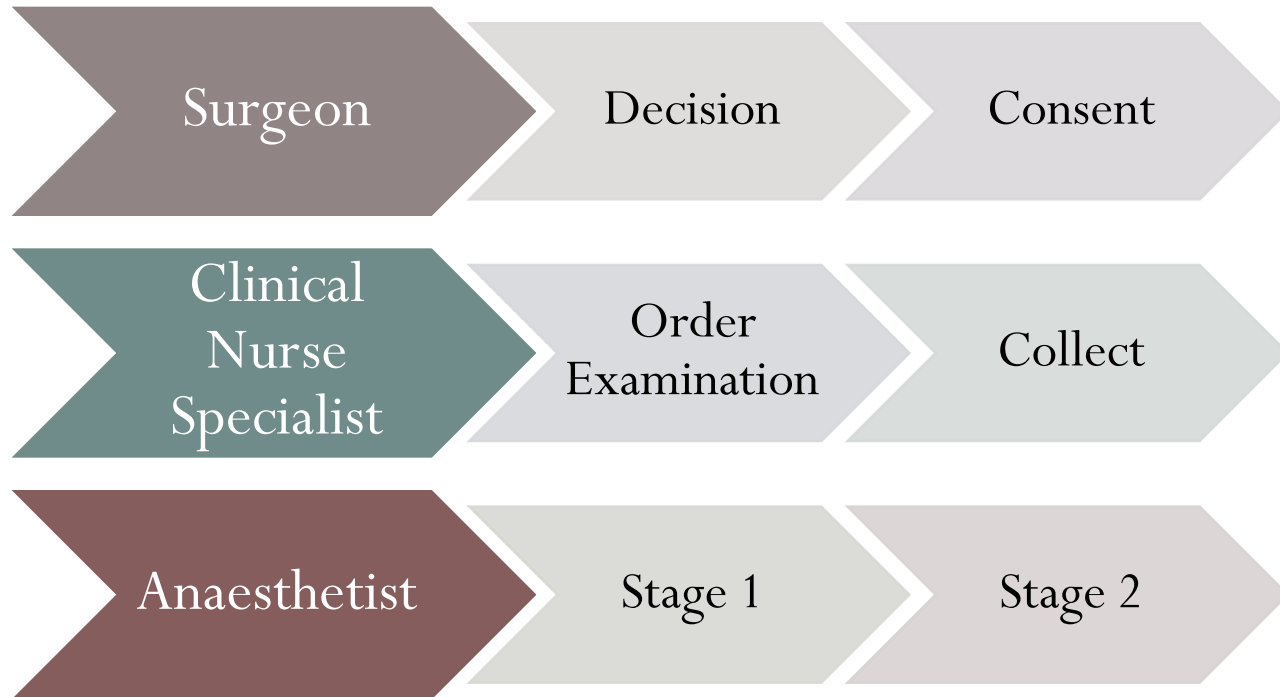 Surgeon
Decision
Consent
Clinical
Nurse
Specialist
Order
Examination
Collect
Anaesthetist
Stage 1
Stage 2